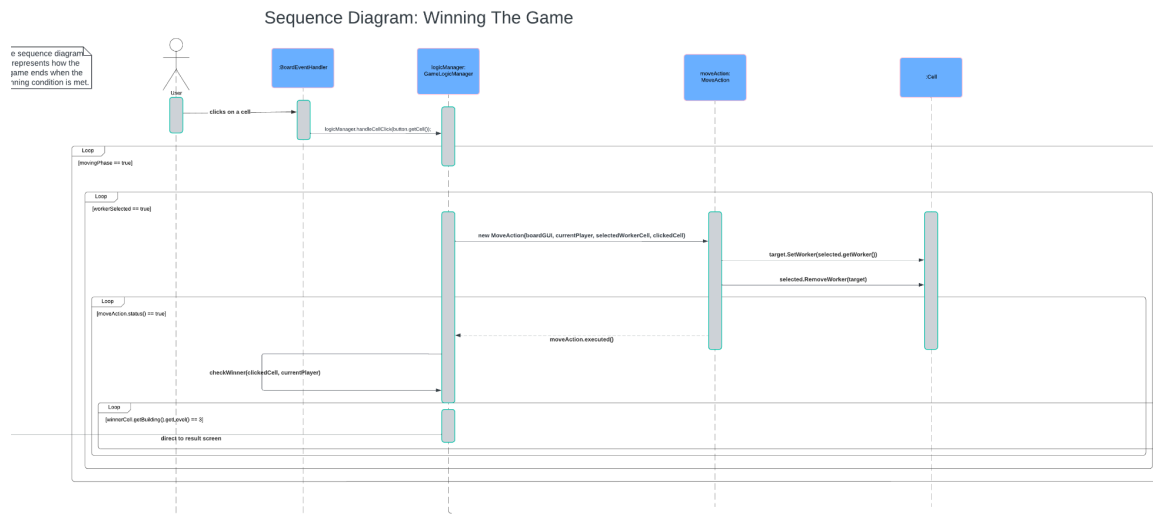 Sequence Diagram: Winning The Game
e sequence diagram
represents how the
game ends when the
nning condition is met.
User
:BoardEventHandler
logicManager:
GameLogicManager
moveAction:
MoveAction
:Cell
clicks on a cell
logicManager.handleCellClick(button.getCell());
Loop
[movingPhase == true]
Loop
[workerSelected == true]
new MoveAction(boardGUI, currentPlayer, selectedWorkerCell, clickedCell)
target.SetWorker(selected.getWorker())
selected.RemoveWorker(target)
Loop
[moveAction.status() == true]
moveAction.executed()
checkWinner(clickedCell, currentPlayer)
Loop
[winnerCell.getBuilding().getLevel() == 3]
direct to result screen